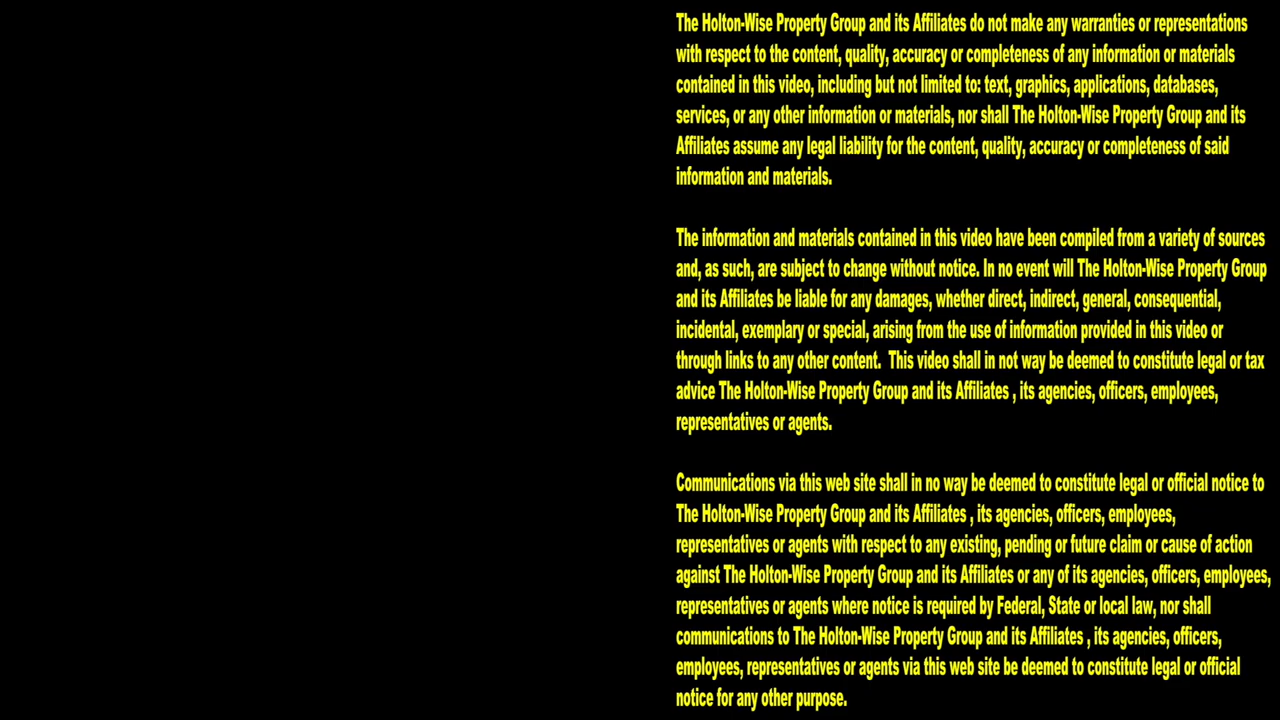 The Holton-Wise Property Group and its Affiliates do not make any warranties or representations
with respect to the content, quality, accuracy or completeness of any information or materials
contained in this video, including but not limited to: text, graphics, applications, databases,
services, or any other information or materials, nor shall The Holton-Wise Property Group and its
Affiliates assume any legal liability for the content, quality, accuracy or completeness of said
information and materials.
The information and materials contained in this video have been compiled from a variety of sources
and, as such, are subject to change without notice. In no event will The Holton-Wise Property Group
and its Affiliates be liable for any damages, whether direct, indirect, general, consequential,
incidental, exemplary or special, arising from the use of information provided in this video or
through links to any other content.  This video shall in not way be deemed to constitute legal or tax
advice The Holton-Wise Property Group and its Affiliates , its agencies, officers, employees,
representatives or agents.
Communications via this web site shall in no way be deemed to constitute legal or official notice to
The Holton-Wise Property Group and its Affiliates , its agencies, officers, employees,
representatives or agents with respect to any existing, pending or future claim or cause of action
against The Holton-Wise Property Group and its Affiliates or any of its agencies, officers, employees,
representatives or agents where notice is required by Federal, State or local law, nor shall
communications to The Holton-Wise Property Group and its Affiliates , its agencies, officers,
employees, representatives or agents via this web site be deemed to constitute legal or official
notice for any other purpose.